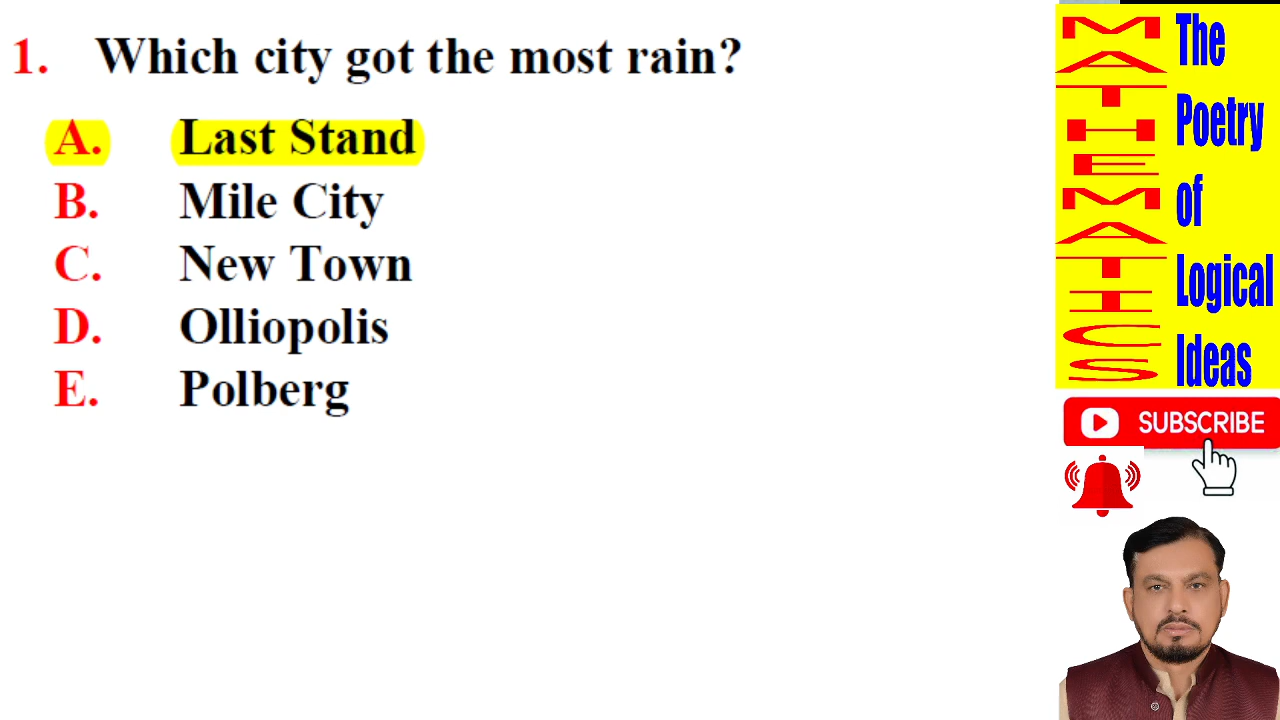 1. Which city got the most rain?
A. Last Stand
B. Mile City
C. New Town
D. Olliopolis
E. Polberg
MATHEMATICS
The
Poetry
of
Logical
Ideas
SUBSCRIBE